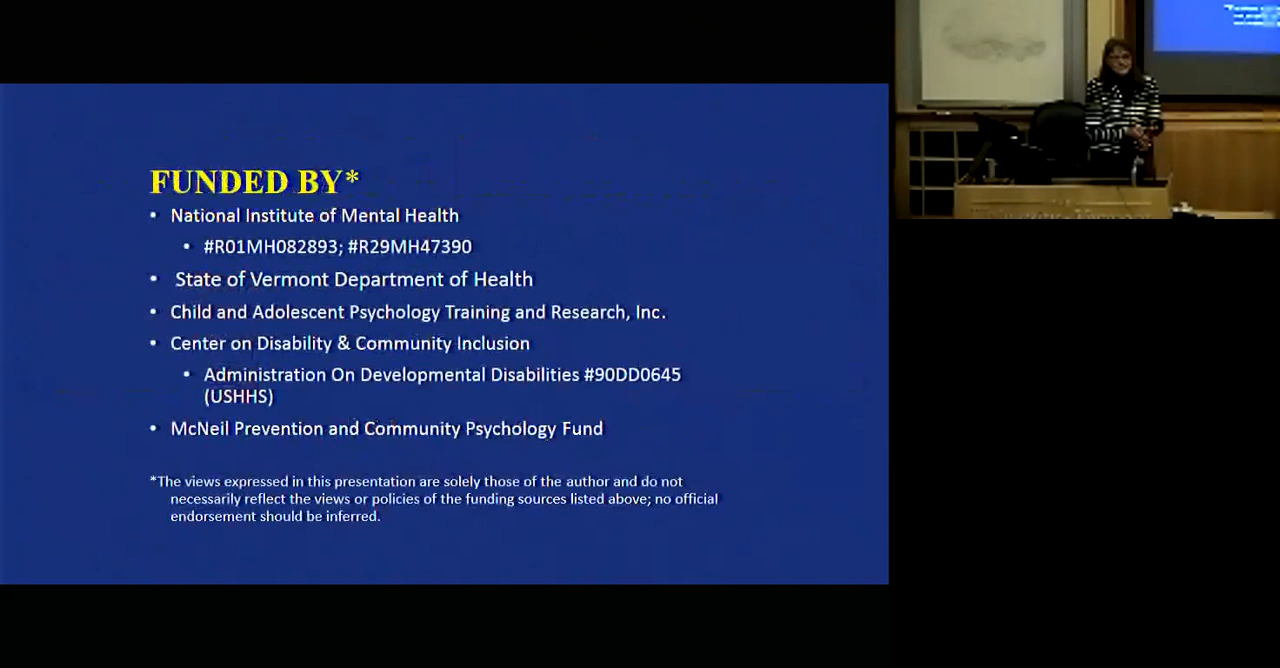 FUNDED BY*
• National Institute of Mental Health
• #R01MH082893; #R29MH47390
• State of Vermont Department of Health
• Child and Adolescent Psychology Training and Research, Inc.
• Center on Disability & Community Inclusion
• Administration On Developmental Disabilities #90DD0645
(USHHS)
• McNeil Prevention and Community Psychology Fund
*The views expressed in this presentation are solely those of the author and do not
necessarily reflect the views or policies of the funding sources listed above; no official
endorsement should be inferred.